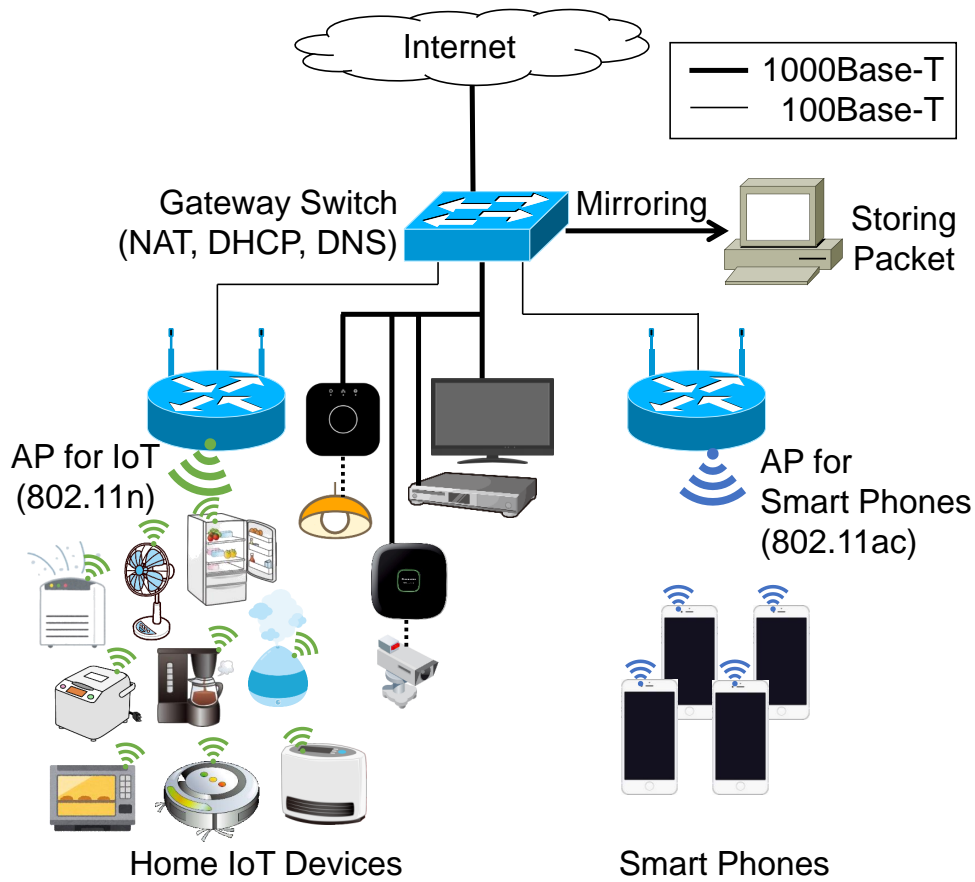 Internet
1000Base-T
100Base-T
Gateway Switch
(NAT, DHCP, DNS)
Mirroring
Storing
Packet
AP for IoT
(802.11n)
AP for
Smart Phones
(802.11ac)
Home IoT Devices
Smart Phones